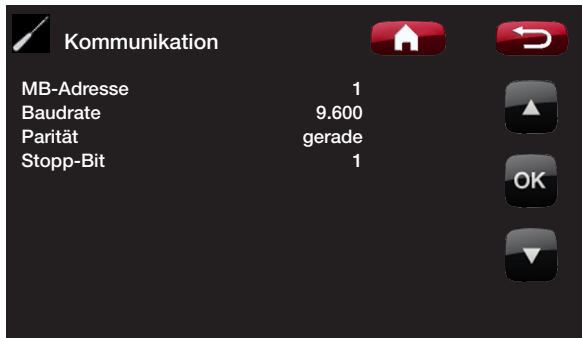 Kommunikation
MB-Adresse 1
Baudrate 9.600
Parität gerade
Stopp-Bit 1
OK